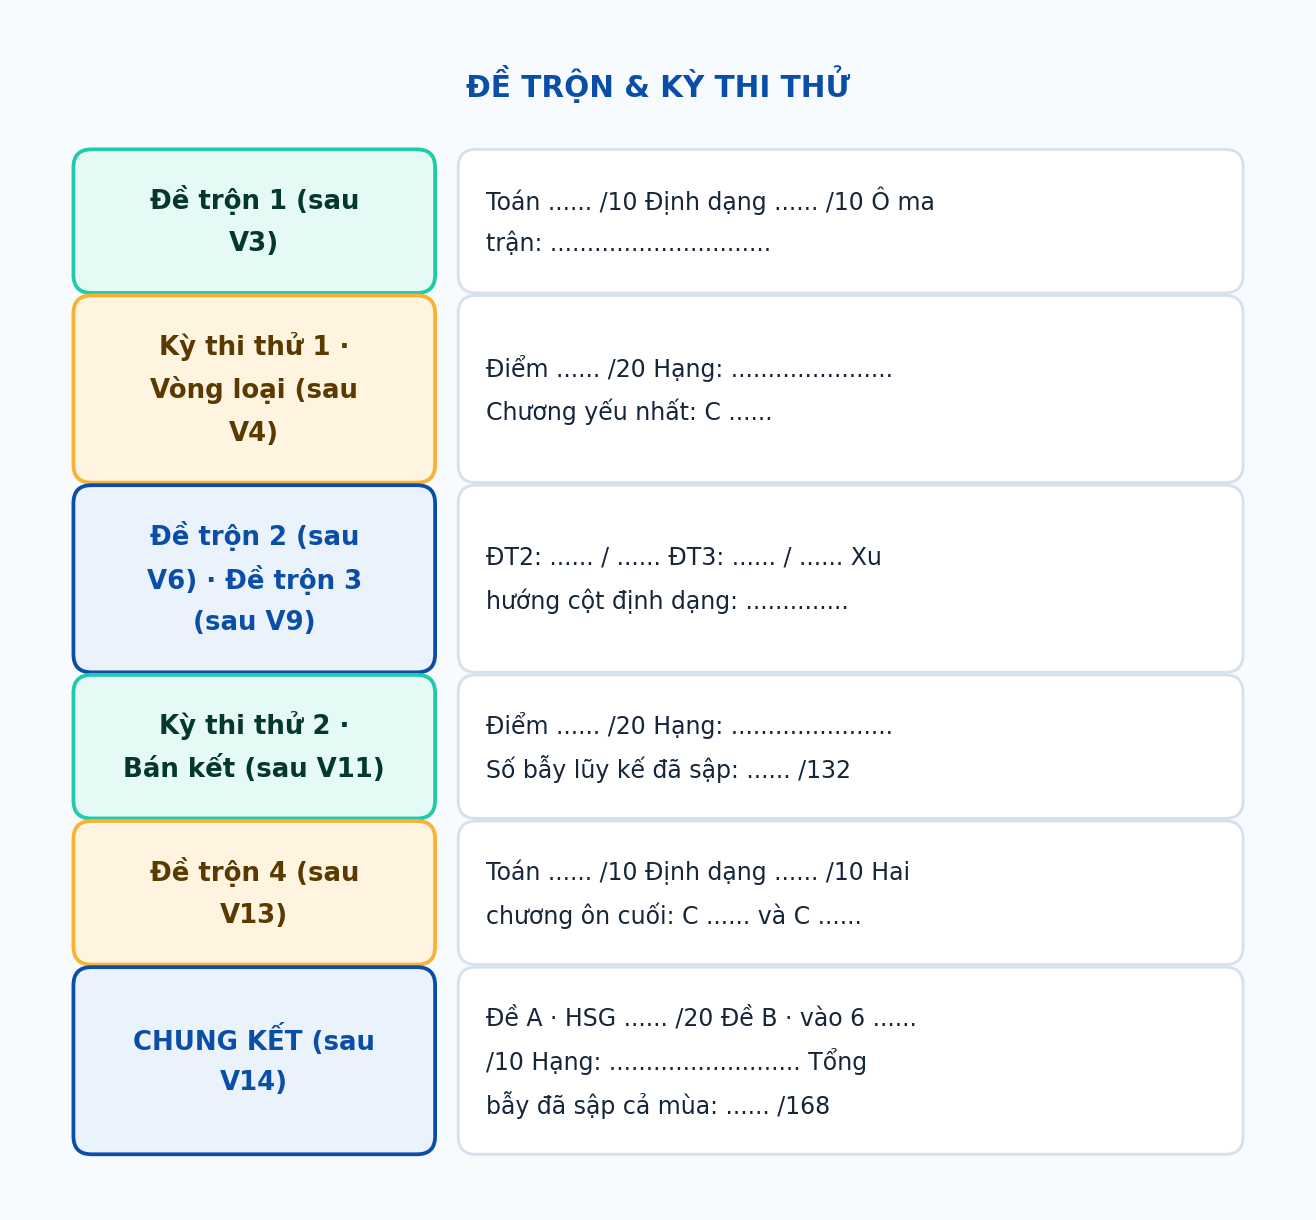 ĐỀ TRỘN & KỲ THI THỬ
Đề trộn 1 (sau
V3)
Toán ...... /10 Định dạng ...... /10 Ô ma
trận: ..............................
Kỳ thi thử 1 ·
Vòng loại (sau
V4)
Điểm ...... /20 Hạng: ......................
Chương yếu nhất: C ......
Đề trộn 2 (sau
V6) · Đề trộn 3
(sau V9)
ĐT2: ...... / ...... ĐT3: ...... / ...... Xu
hướng cột định dạng: ..............
Kỳ thi thử 2 ·
Bán kết (sau V11)
Điểm ...... /20 Hạng: ......................
Số bẫy lũy kế đã sập: ...... /132
Đề trộn 4 (sau
V13)
Toán ...... /10 Định dạng ...... /10 Hai
chương ôn cuối: C ...... và C ......
CHUNG KẾT (sau
V14)
Đề A · HSG ...... /20 Đề B · vào 6 ......
/10 Hạng: .......................... Tổng
bẫy đã sập cả mùa: ...... /168